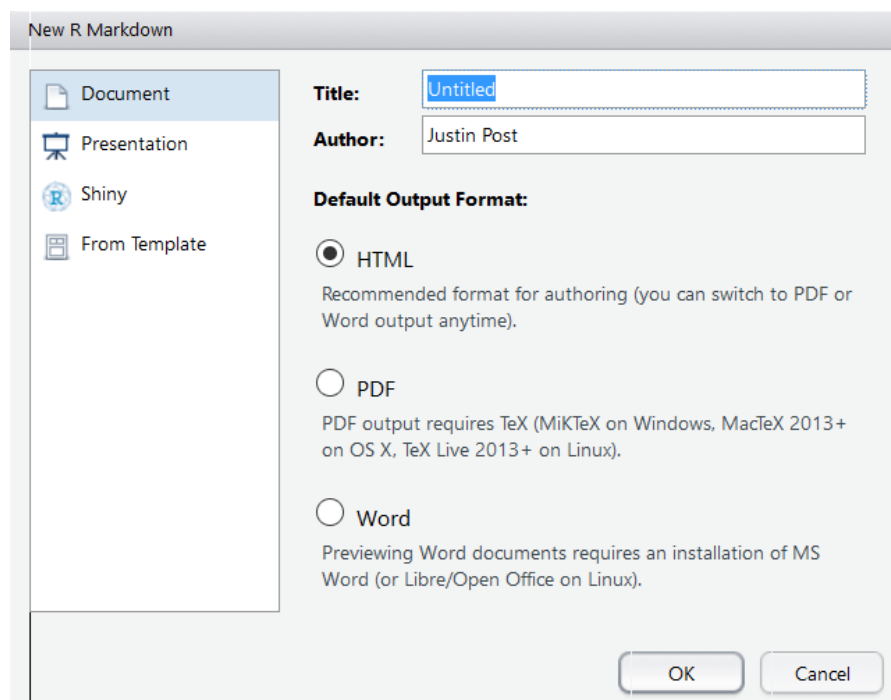 New R Markdown
Document
Presentation
Shiny
From Template
Title:
Untitled
Author:
Justin Post
Default Output Format:
HTML
Recommended format for authoring (you can switch to PDF or
Word output anytime).
PDF
PDF output requires TeX (MiKTeX on Windows, MacTeX 2013+
on OS X, TeX Live 2013+ on Linux).
Word
Previewing Word documents requires an installation of MS
Word (or Libre/Open Office on Linux).
OK
Cancel